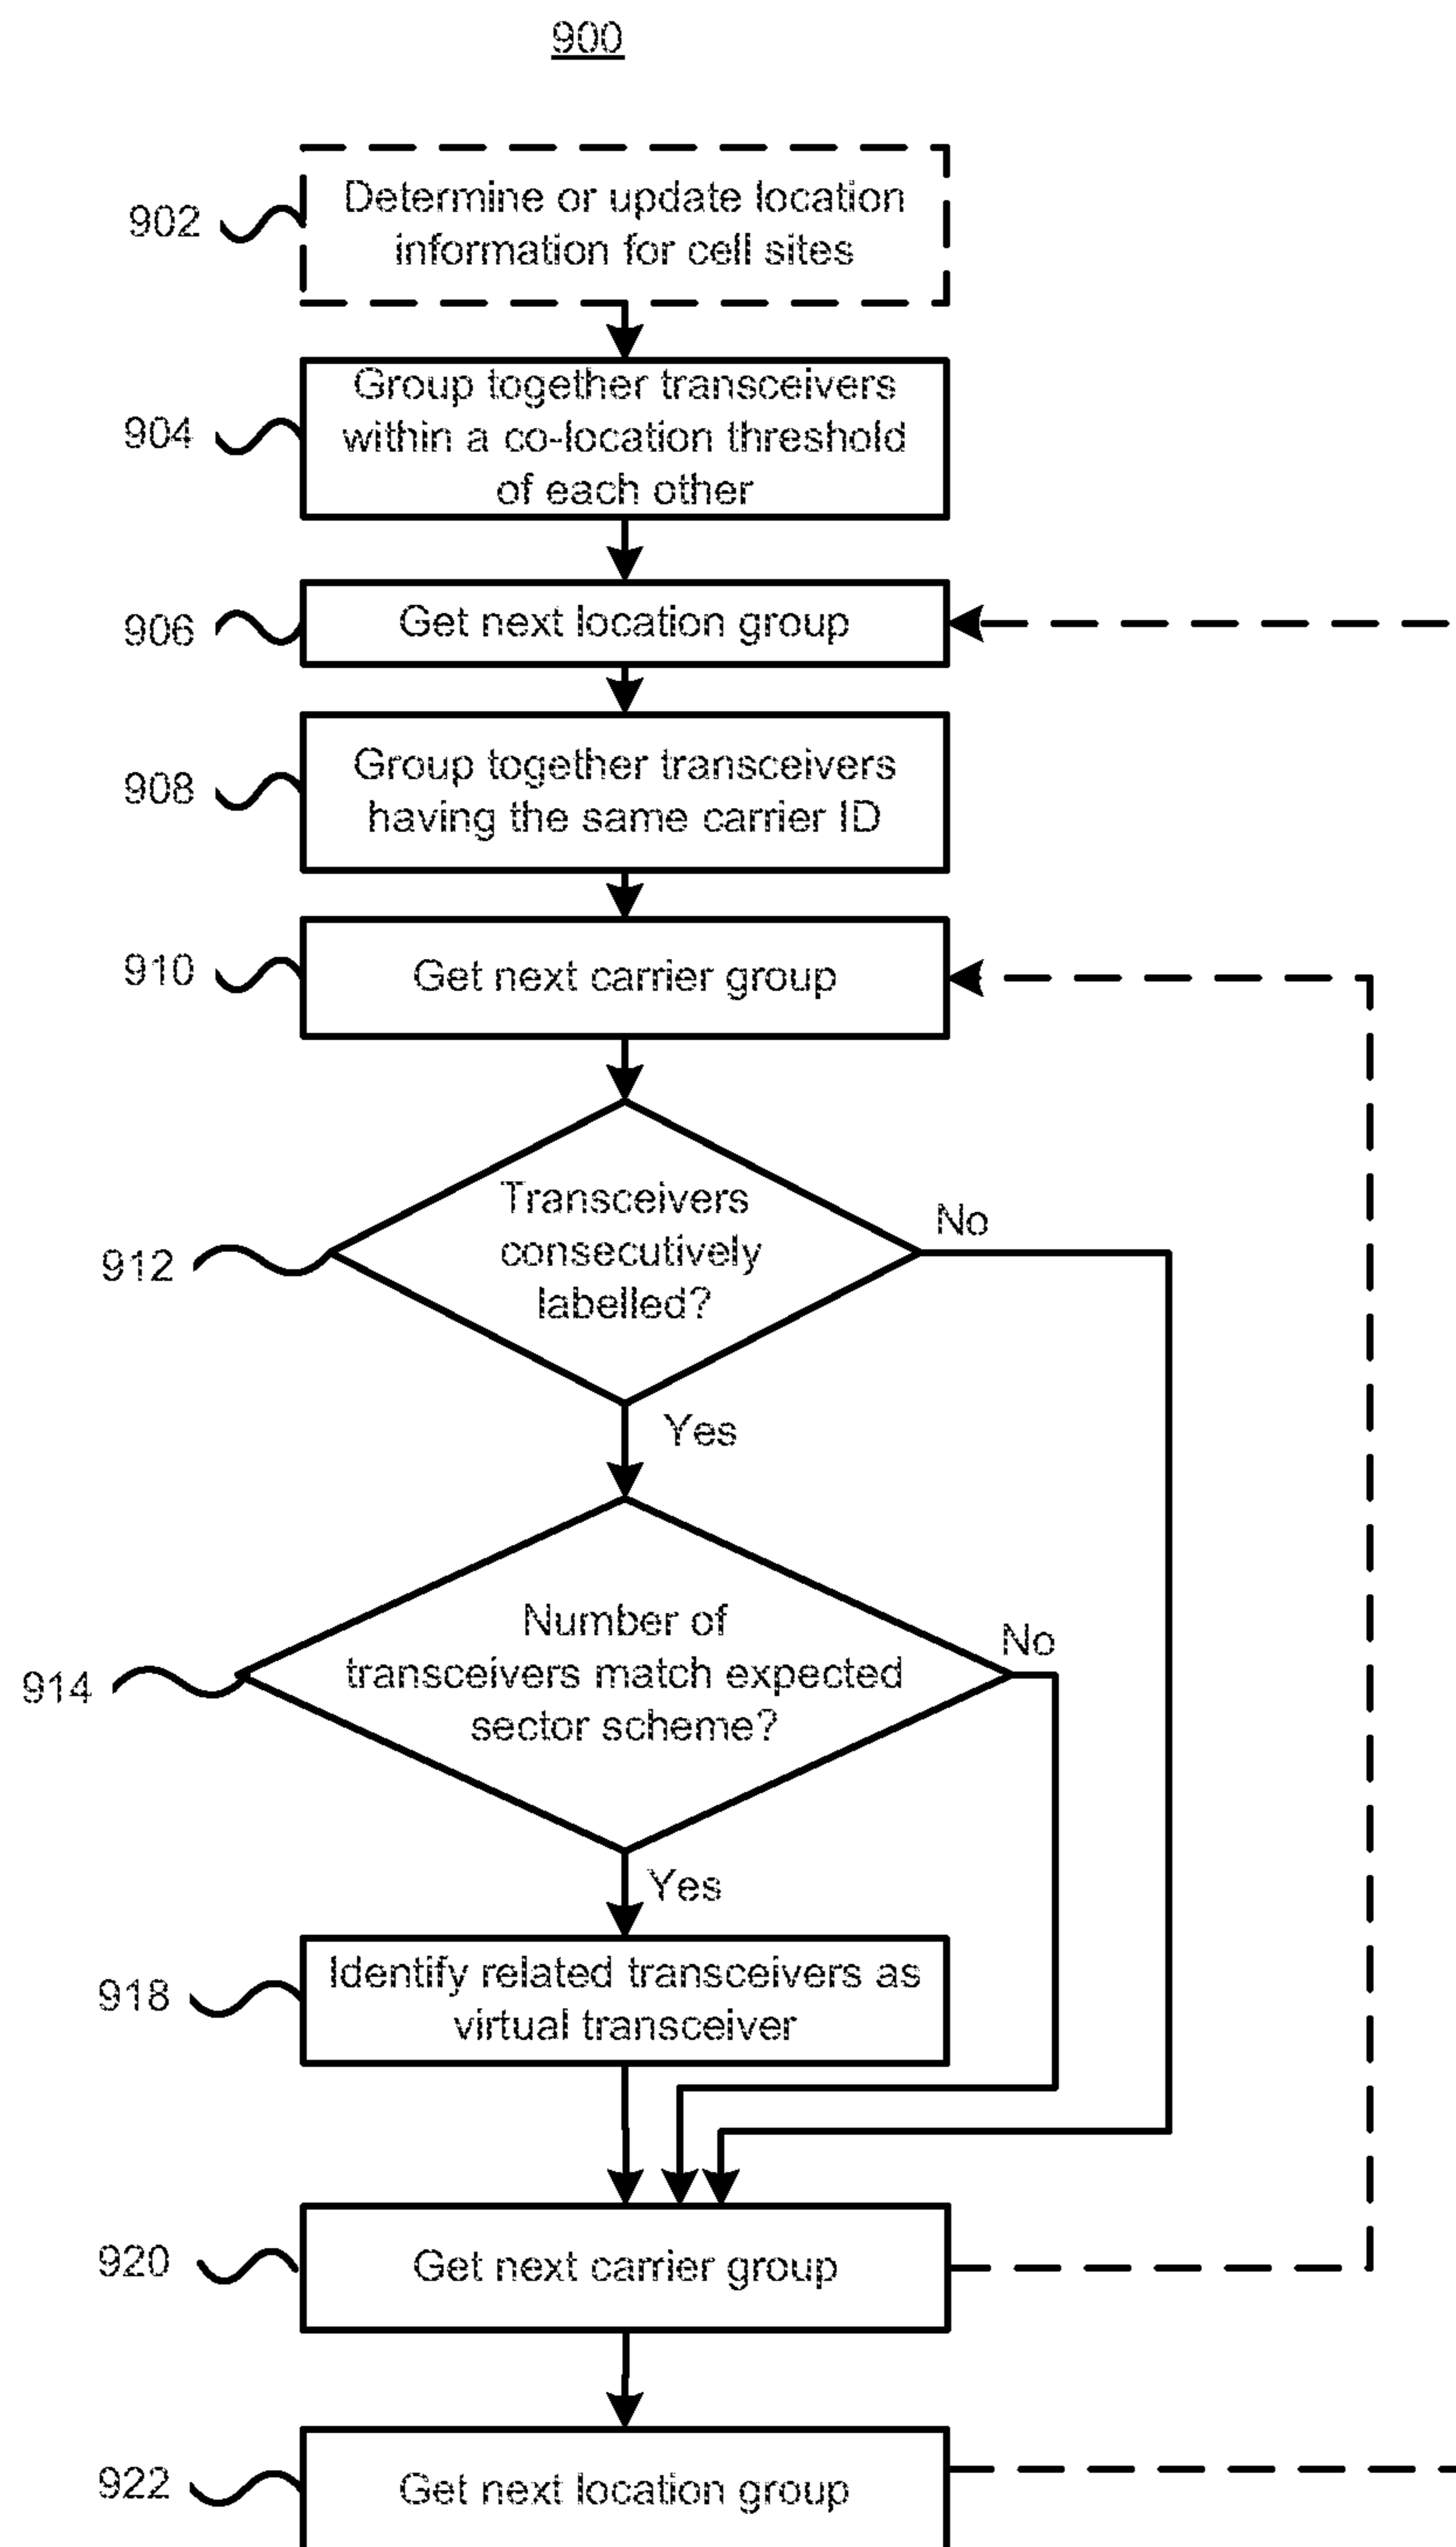 900
902
Determine or update location
information for cell sites
904
Group together transceivers
within a co-location threshold
of each other
906
Get next location group
908
Group together transceivers
having the same carrier ID
910
Get next carrier group
912
Transceivers
consecutively
labelled?
No
Yes
914
Number of
transceivers match expected
sector scheme?
No
Yes
918
Identify related transceivers as
virtual transceiver
920
Get next carrier group
922
Get next location group